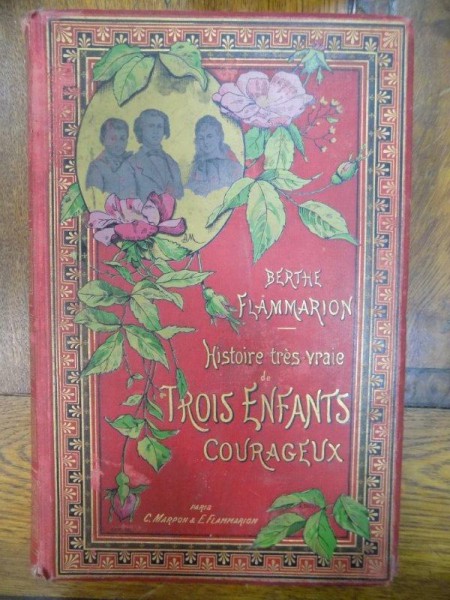 BERTHE
FLAMMARION
Histoire très vraie
de
TROIS ENFANTS
COURAGEUX
PARIS
C. MARPON & E. FLAMMARION